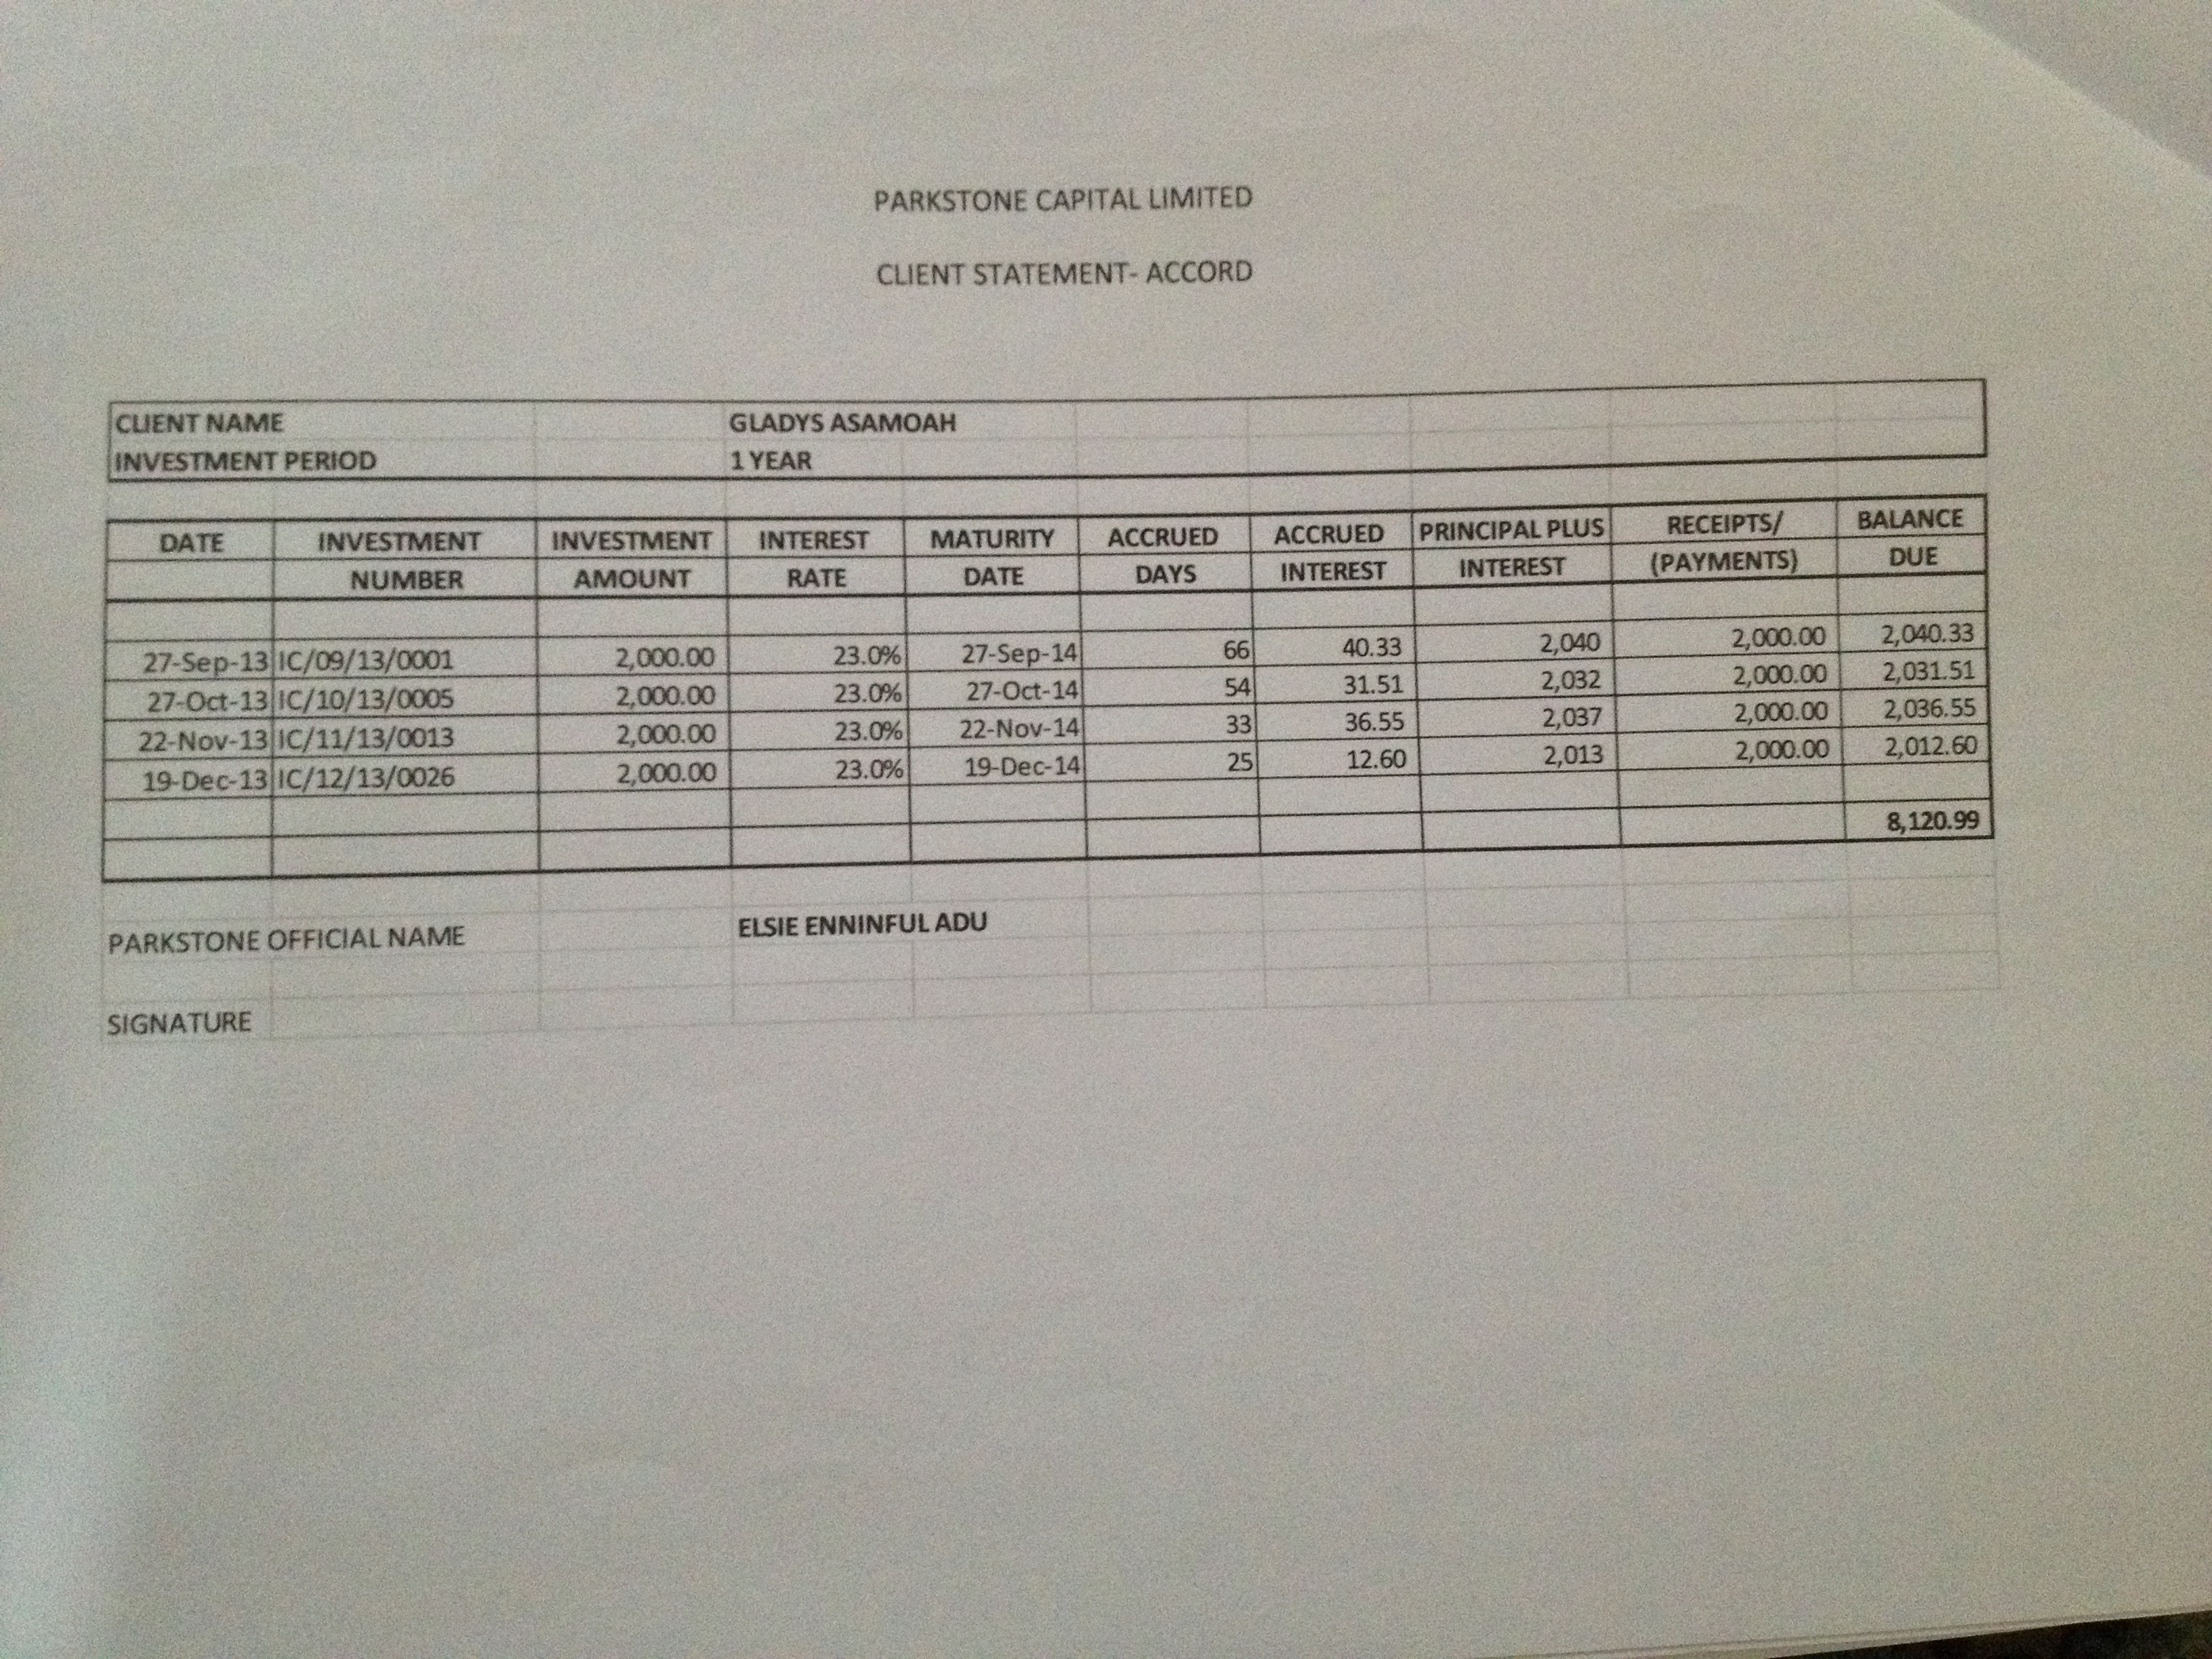 PARKSTONE CAPITAL LIMITED
CLIENT STATEMENT- ACCORD
CLIENT NAME GLADYS ASAMOAH
INVESTMENT PERIOD 1 YEAR
DATE INVESTMENT INVESTMENT INTEREST MATURITY ACCRUED ACCRUED PRINCIPAL PLUS RECEIPTS/ BALANCE
NUMBER AMOUNT RATE DATE DAYS INTEREST INTEREST (PAYMENTS) DUE
27-Sep-13 IC/09/13/0001 2,000.00 23.0% 27-Sep-14 66 40.33 2,040 2,000.00 2,040.33
27-Oct-13 IC/10/13/0005 2,000.00 23.0% 27-Oct-14 54 31.51 2,032 2,000.00 2,031.51
22-Nov-13 IC/11/13/0013 2,000.00 23.0% 22-Nov-14 33 36.55 2,037 2,000.00 2,036.55
19-Dec-13 IC/12/13/0026 2,000.00 23.0% 19-Dec-14 25 12.60 2,013 2,000.00 2,012.60
8,120.99
PARKSTONE OFFICIAL NAME ELSIE ENNINFUL ADU
SIGNATURE